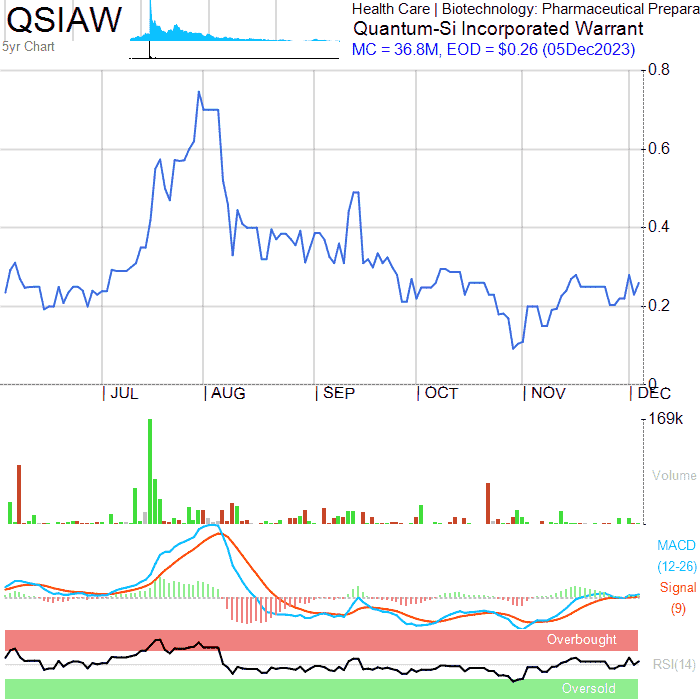 QSIAW
5yr Chart
Health Care | Biotechnology: Pharmaceutical Prepara
Quantum-Si Incorporated Warrant
MC = 36.8M, EOD = $0.26 (05Dec2023)
0.8
0.6
0.4
0.2
0
JUL AUG SEP OCT NOV DEC
169k
Volume
MACD
(12-26)
Signal
(9)
Overbought
RSI(14)
Oversold